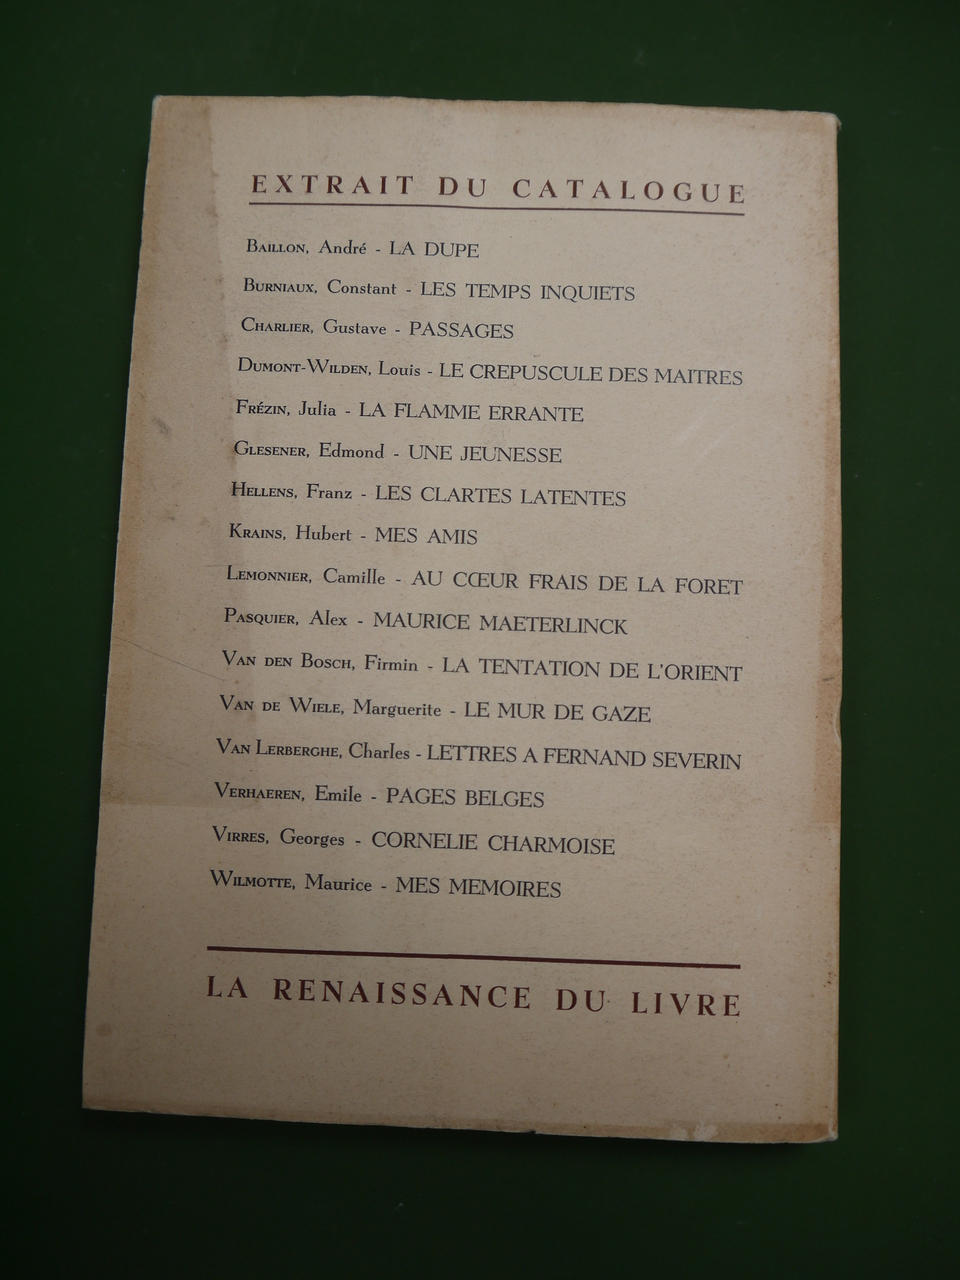 EXTRAIT DU CATALOGUE
BAILLON, André - LA DUPE
BURNIAUX, Constant - LES TEMPS INQUIETS
CHARLIER, Gustave - PASSAGES
DUMONT-WILDEN, Louis - LE CREPUSCULE DES MAITRES
FRÉZIN, Julia - LA FLAMME ERRANTE
GLESENER, Edmond - UNE JEUNESSE
HELLENS, Franz - LES CLARTES LATENTES
KRAINS, Hubert - MES AMIS
LEMONNIER, Camille - AU CŒUR FRAIS DE LA FORET
PASQUIER, Alex - MAURICE MAETERLINCK
VAN DEN BOSCH, Firmin - LA TENTATION DE L'ORIENT
VAN DE WIELE, Marguerite - LE MUR DE GAZE
VAN LERBERGHE, Charles - LETTRES A FERNAND SEVERIN
VERHAEREN, Emile - PAGES BELGES
VIRRES, Georges - CORNELIE CHARMOISE
WILMOTTE, Maurice - MES MEMOIRES
LA RENAISSANCE DU LIVRE